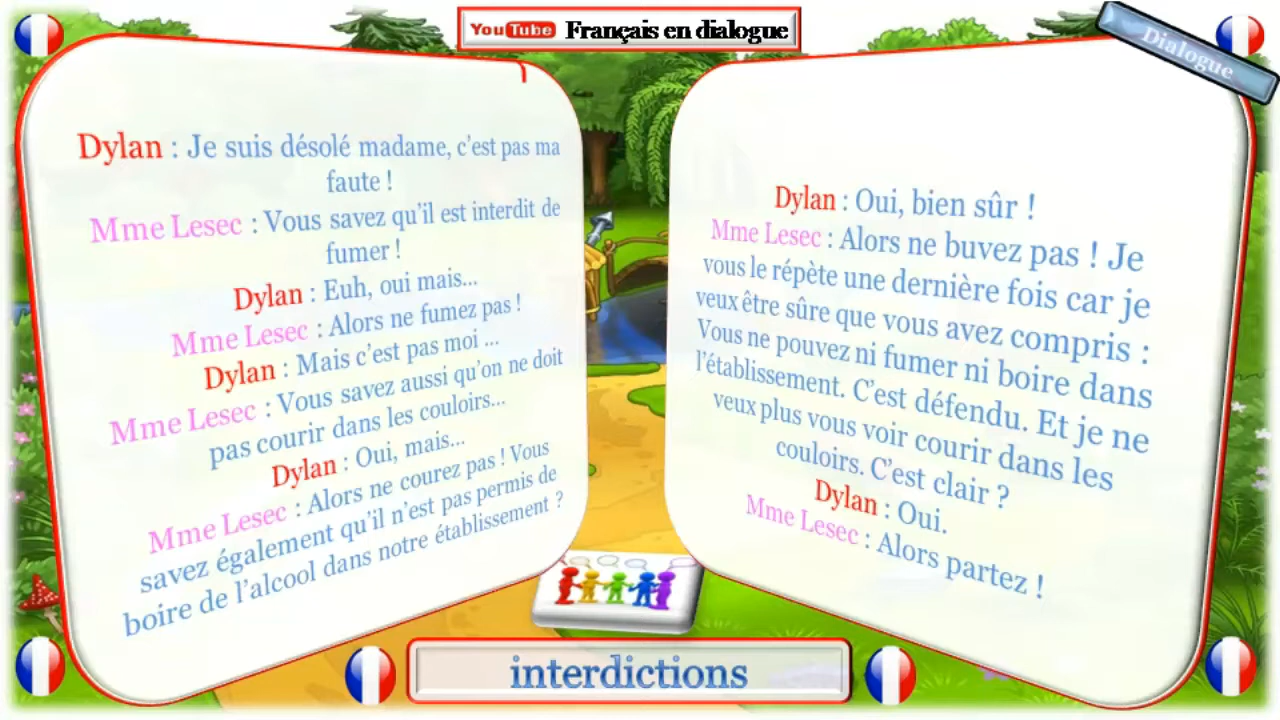 YouTube Français en dialogue
Dialogue
Dylan : Je suis désolé madame, c'est pas ma
faute !
Mme Lesec : Vous savez qu'il est interdit de
fumer !
Dylan : Euh, oui mais...
Mme Lesec : Alors ne fumez pas !
Dylan : Mais c'est pas moi ...
Mme Lesec : Vous savez aussi qu'on ne doit
pas courir dans les couloirs...
Dylan : Oui, mais...
Mme Lesec : Alors ne courez pas ! Vous
savez également qu'il n'est pas permis de
boire de l'alcool dans notre établissement ?
Dylan : Oui, bien sûr !
Mme Lesec : Alors ne buvez pas ! Je
vous le répète une dernière fois car je
veux être sûre que vous avez compris :
Vous ne pouvez ni fumer ni boire dans
l'établissement. C'est défendu. Et je ne
veux plus vous voir courir dans les
couloirs. C'est clair ?
Dylan : Oui.
Mme Lesec : Alors partez !
interdictions